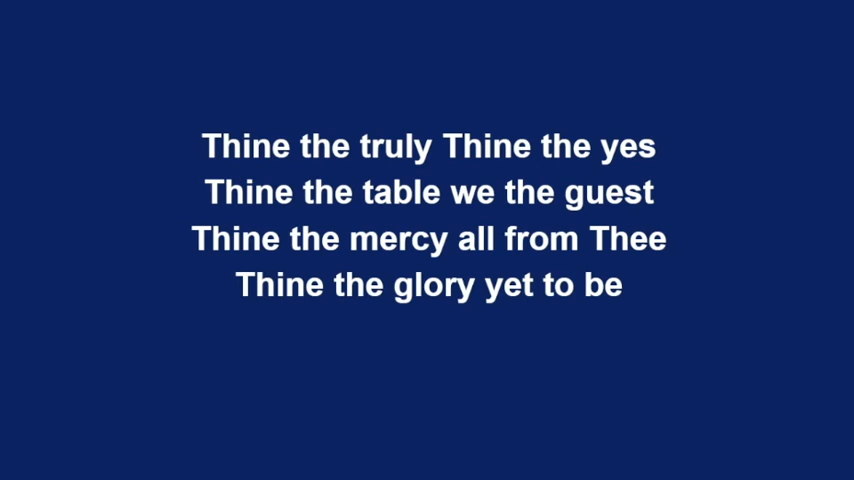 Thine the truly Thine the yes
Thine the table we the guest
Thine the mercy all from Thee
Thine the glory yet to be